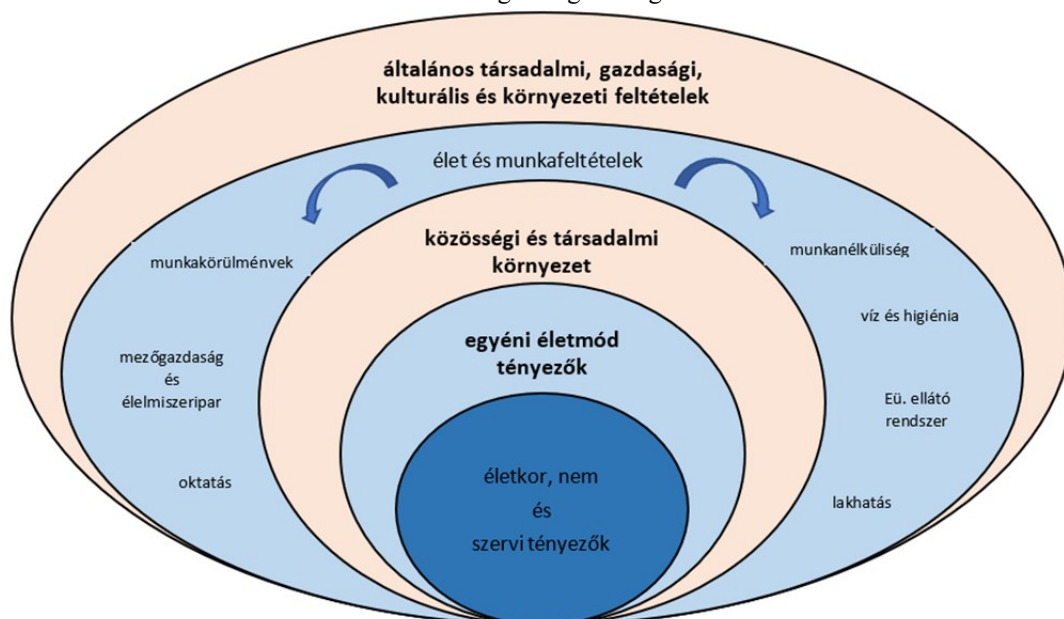 általános társadalmi, gazdasági,
kulturális és környezeti feltételek
élet és munkafeltételek
közösségi és társadalmi
környezet
munkakörülmévek
munkanélküliség
víz és higiénia
egyéni életmód
tényezők
mezőgazdaság
és
élelmiszeripar
Eü. ellátó
rendszer
oktatás
lakhatás
életkor, nem
és
szervi tényezők